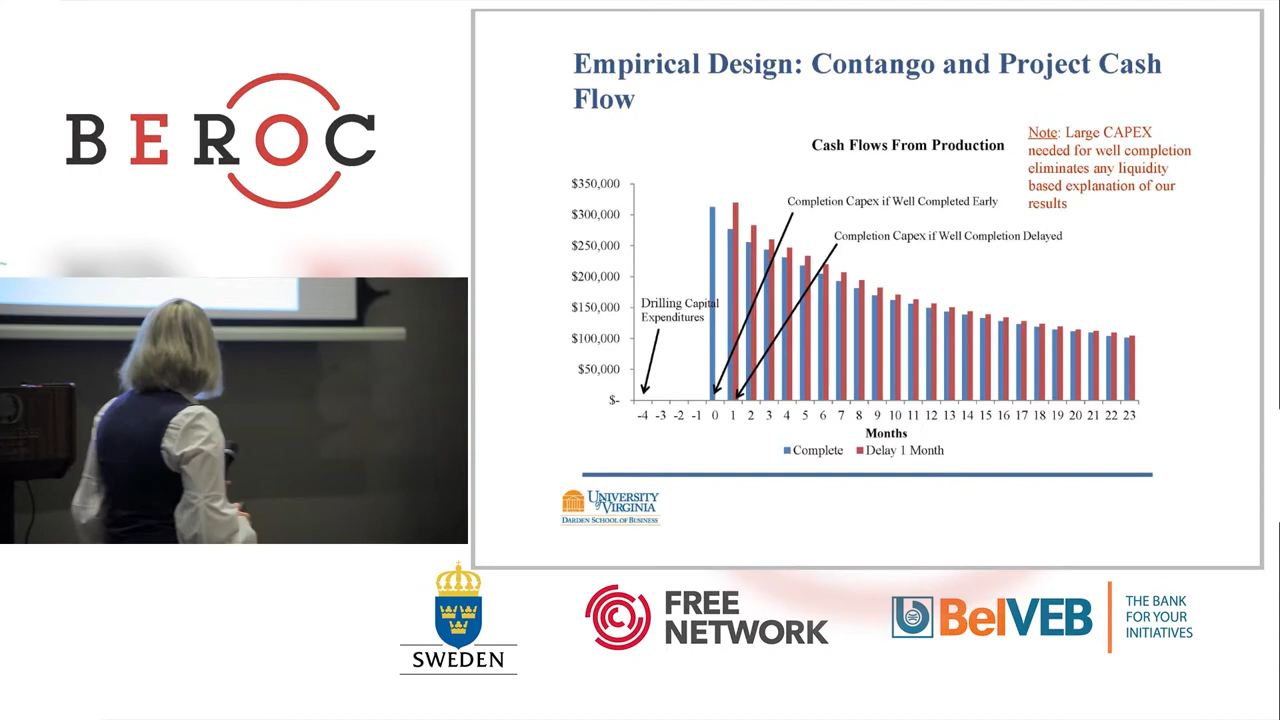 BEROC
Empirical Design: Contango and Project Cash
Flow
Cash Flows From Production
Note: Large CAPEX
needed for well completion
eliminates any liquidity
based explanation of our
results
$350,000
$300,000
$250,000
$200,000
$150,000
$100,000
$50,000
$-
Completion Capex if Well Completed Early
Completion Capex if Well Completion Delayed
Drilling Capital
Expenditures
-4 -3 -2 -1 0 1 2 3 4 5 6 7 8 9 10 11 12 13 14 15 16 17 18 19 20 21 22 23
Months
Complete Delay 1 Month
UNIVERSITY
of VIRGINIA
DARDEN SCHOOL OF BUSINESS
SWEDEN
FREE
NETWORK
BelVEB
THE BANK
FOR YOUR
INITIATIVES